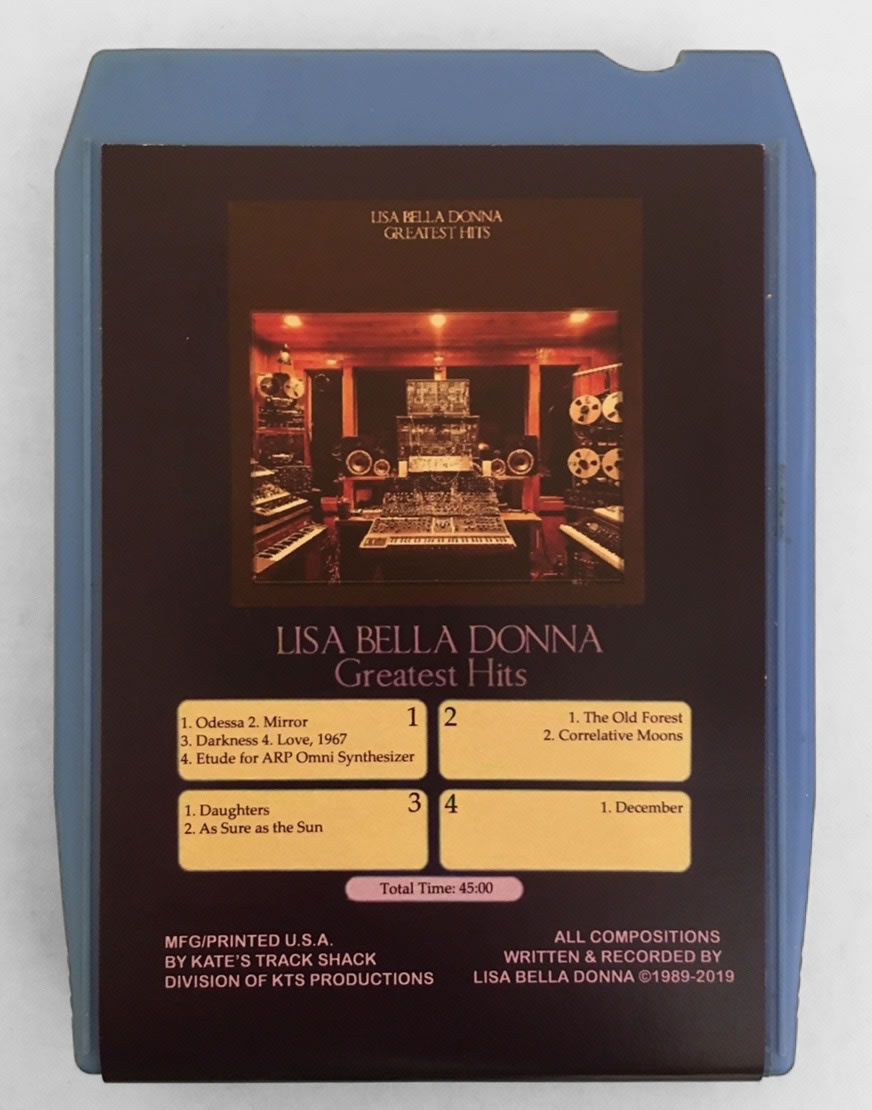 LISA BELLA DONNA
GREATEST HITS
LISA BELLA DONNA
Greatest Hits
1. Odessa 2. Mirror 1
3. Darkness 4. Love, 1967
4. Etude for ARP Omni Synthesizer
2 1. The Old Forest
2. Correlative Moons
1. Daughters 3
2. As Sure as the Sun
4 1. December
Total Time: 45:00
MFG/PRINTED U.S.A.
BY KATE'S TRACK SHACK
DIVISION OF KTS PRODUCTIONS
ALL COMPOSITIONS
WRITTEN & RECORDED BY
LISA BELLA DONNA ©1989-2019